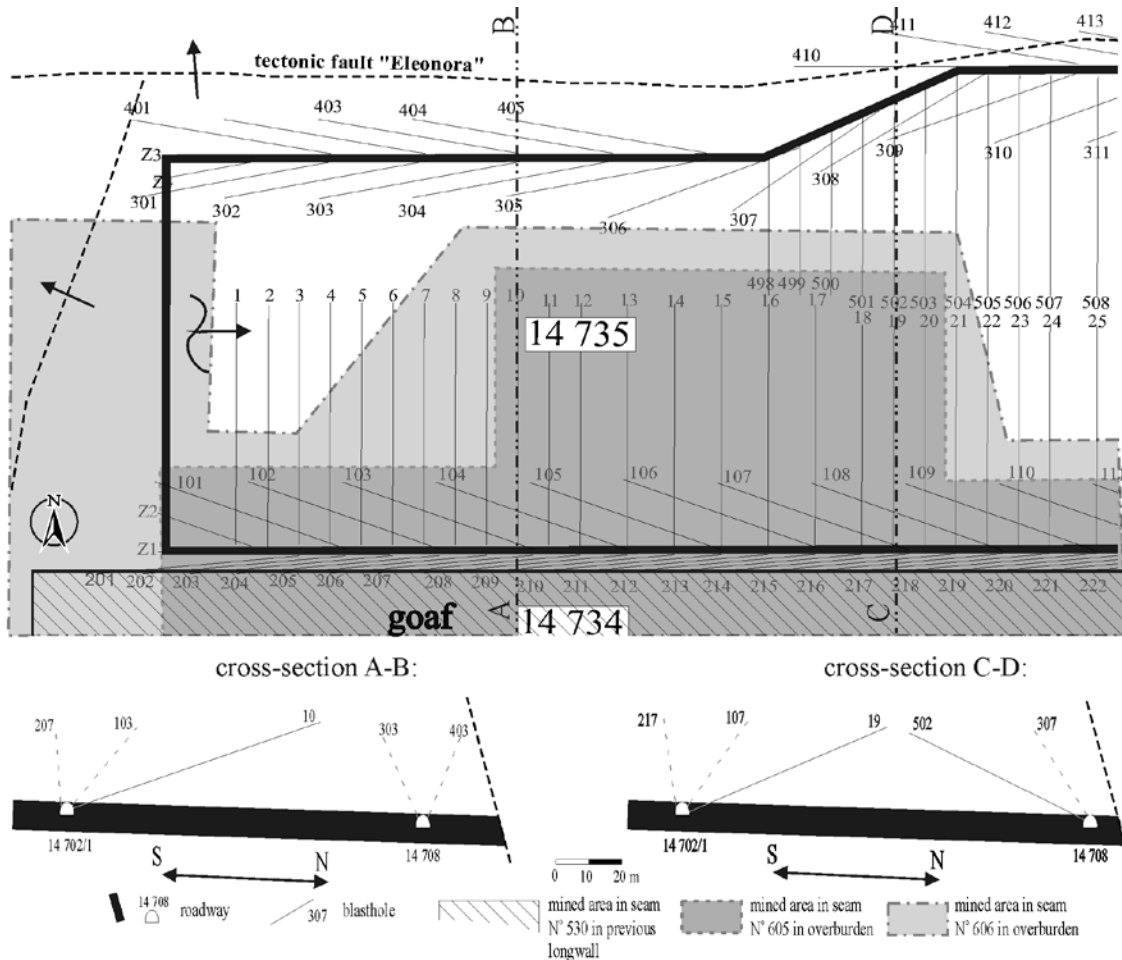 B D 411 412 413
tectonic fault "Eleonora" 410
401 403 404 405
Z3
301 302 303 304 305 306 307 308 309 310 311
498 499 500
1 2 3 4 5 6 7 8 9 10 11 12 13 14 15 16 17 501 502 503 504 505 506 507 508
18 19 20 21 22 23 24 25
14 735
101 102 103 104 105 106 107 108 109 110
N
Z2
Z1
201 202 203 204 205 206 207 208 209 210 211 212 213 214 215 216 217 218 219 220 221 222
goaf A 14 734 C
cross-section A-B: cross-section C-D:
207 103 10 303 403 217 107 19 502 307
14 702/1 14 708 14 702/1 14 708
S N S N
0 10 20 m
14 708 roadway 307 blasthole
mined area in seam
N° 530 in previous
longwall
mined area in seam
N° 605 in overburden
mined area in seam
N° 606 in overburden